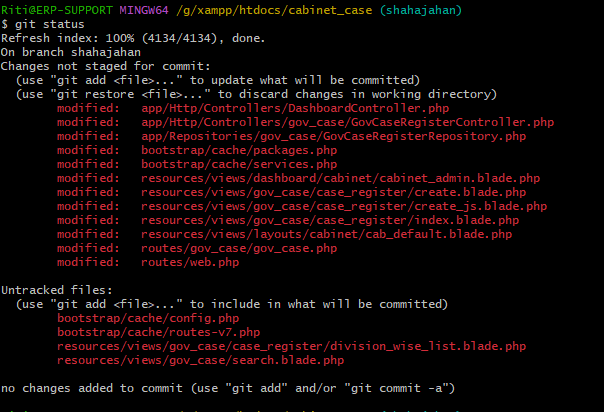 Riti@ERP-SUPPORT MINGW64 /g/xampp/htdocs/cabinet_case (shahajahan)
$ git status
Refresh index: 100% (4134/4134), done.
On branch shahajahan
Changes not staged for commit:
  (use "git add <file>..." to update what will be committed)
  (use "git restore <file>..." to discard changes in working directory)
        modified:   app/Http/Controllers/DashboardController.php
        modified:   app/Http/Controllers/gov_case/GovCaseRegisterController.php
        modified:   app/Repositories/gov_case/GovCaseRegisterRepository.php
        modified:   bootstrap/cache/packages.php
        modified:   bootstrap/cache/services.php
        modified:   resources/views/dashboard/cabinet/cabinet_admin.blade.php
        modified:   resources/views/gov_case/case_register/create.blade.php
        modified:   resources/views/gov_case/case_register/create_js.blade.php
        modified:   resources/views/gov_case/case_register/index.blade.php
        modified:   resources/views/layouts/cabinet/cab_default.blade.php
        modified:   routes/gov_case/gov_case.php
        modified:   routes/web.php

Untracked files:
  (use "git add <file>..." to include in what will be committed)
        bootstrap/cache/config.php
        bootstrap/cache/routes-v7.php
        resources/views/gov_case/case_register/division_wise_list.blade.php
        resources/views/gov_case/search.blade.php

no changes added to commit (use "git add" and/or "git commit -a")